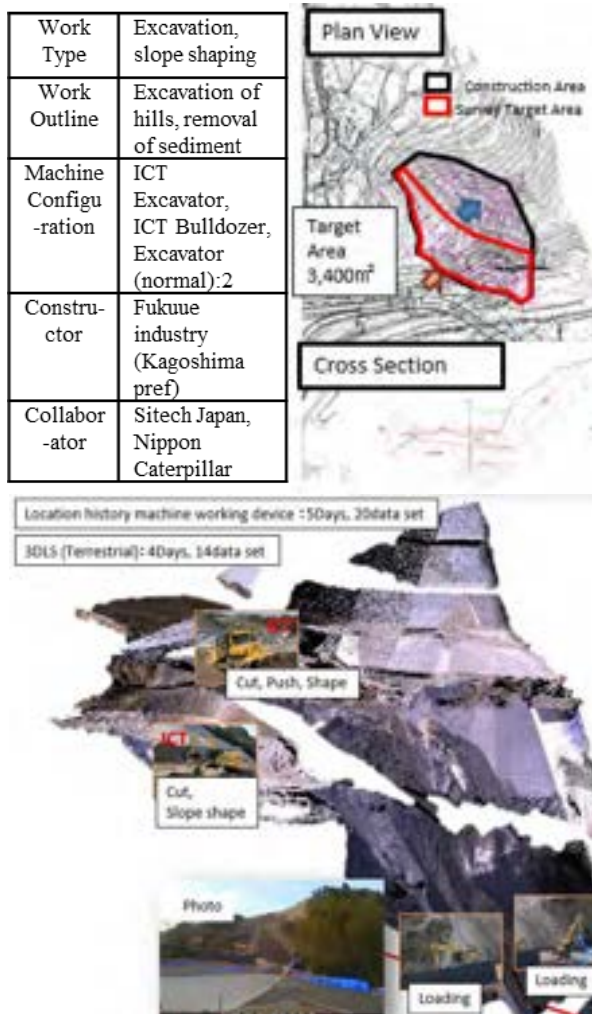 Work
Type
Excavation,
slope shaping
Work
Outline
Excavation of
hills, removal
of sediment
Machine
Configu
-ration
ICT
Excavator,
ICT Bulldozer,
Excavator
(normal):2
Constru-
ctor
Fukuue
industry
(Kagoshima
pref)
Collabor
-ator
Sitech Japan,
Nippon
Caterpillar
Plan View
Construction Area
Survey Target Area
Target
Area
3,400m²
Cross Section
Location history machine working device :5Days, 20data set
3DLS (Terrestrial):4Days, 14data set
ICT
Cut, Push, Shape
ICT
Cut,
Slope shape
Photo
Loading
Loading